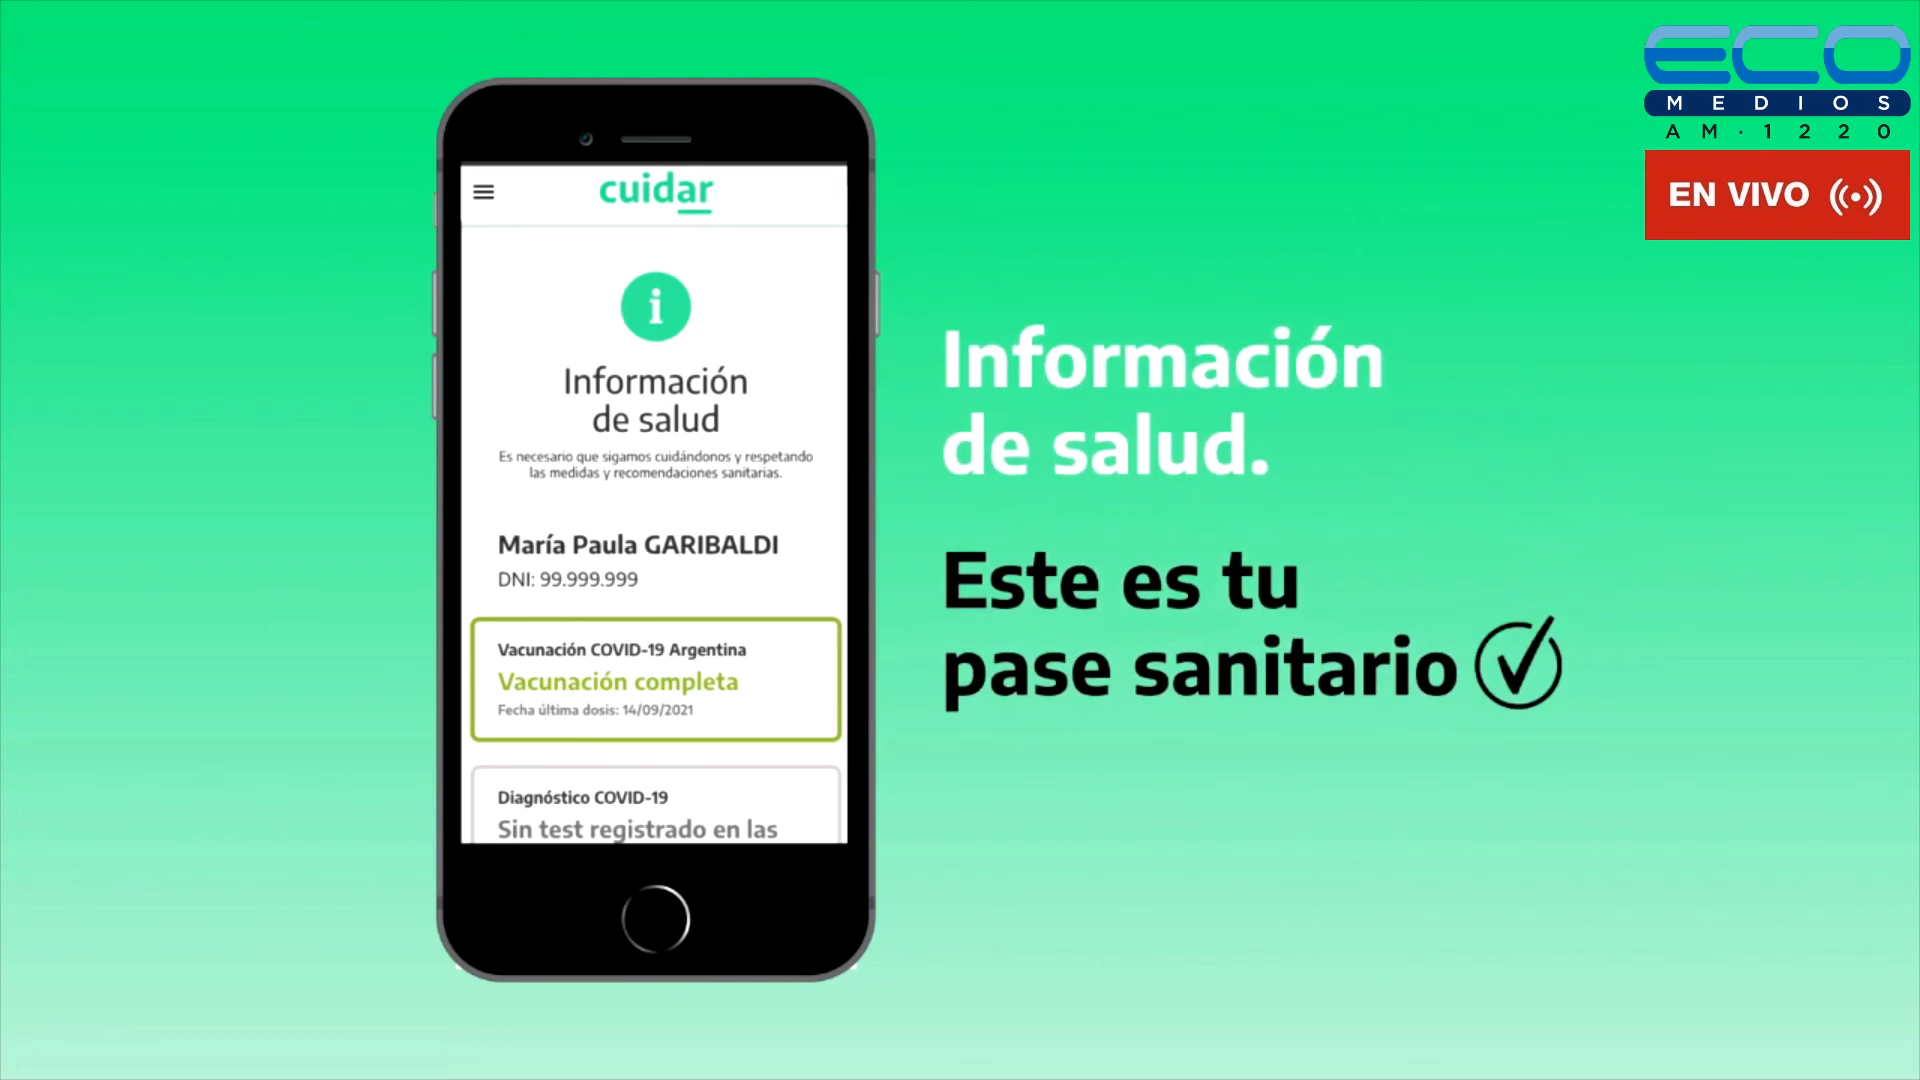 ECO
MEDIOS
AM·1220
EN VIVO
cuidar
i
Información
de salud
Es necesario que sigamos cuidándonos y respetando
las medidas y recomendaciones sanitarias.
María Paula GARIBALDI
DNI: 99.999.999
Vacunación COVID-19 Argentina
Vacunación completa
Fecha última dosis: 14/09/2021
Diagnóstico COVID-19
Sin test registrado en las
Información
de salud.
Este es tu
pase sanitario